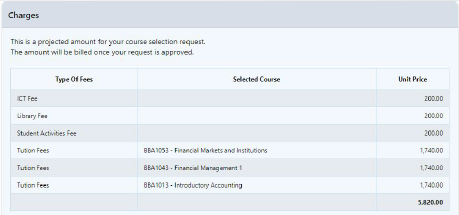 Charges
This is a projected amount for your course selection request.
The amount will be billed once your request is approved.
Type Of Fees Selected Course Unit Price
ICT Fee 200.00
Library Fee 200.00
Student Activities Fee 200.00
Tution Fees BBA1053 - Financial Markets and Institutions 1,740.00
Tution Fees BBA1043 - Financial Management 1 1,740.00
Tution Fees BBA1013 - Introductory Accounting 1,740.00
5,820.00